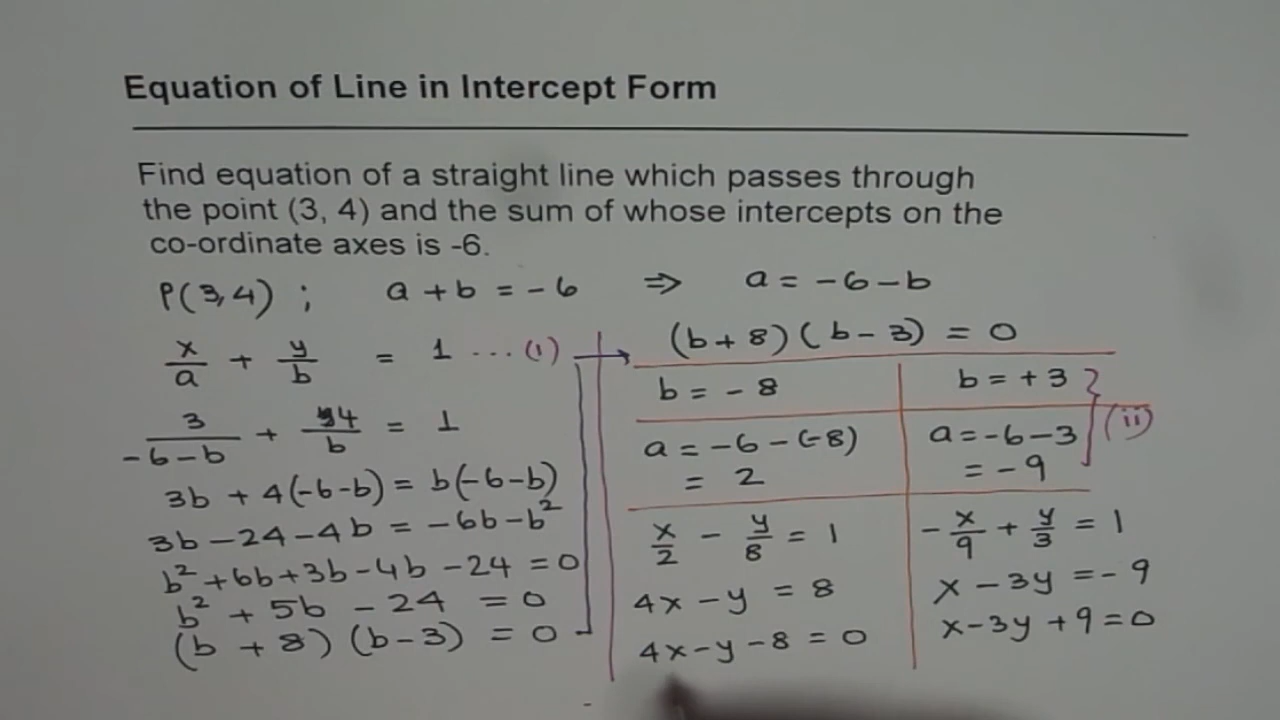 Equation of Line in Intercept Form
Find equation of a straight line which passes through
the point (3, 4) and the sum of whose intercepts on the
co-ordinate axes is -6.
P(3,4) ; a + b = -6 ⇒ a = -6-b
x/a + y/b = 1 ... (i)
3/(-6-b) + 4/b = 1
3b + 4(-6-b) = b(-6-b)
3b - 24 - 4b = -6b - b²
b² + 6b + 3b - 4b - 24 = 0
b² + 5b - 24 = 0
(b + 8) (b - 3) = 0
(b + 8) (b - 3) = 0
b = -8
a = -6 - (-8)
= 2
x/2 - y/8 = 1
4x - y = 8
4x - y - 8 = 0
b = +3
a = -6 - 3
= -9
(ii)
-x/9 + y/3 = 1
x - 3y = -9
x - 3y + 9 = 0